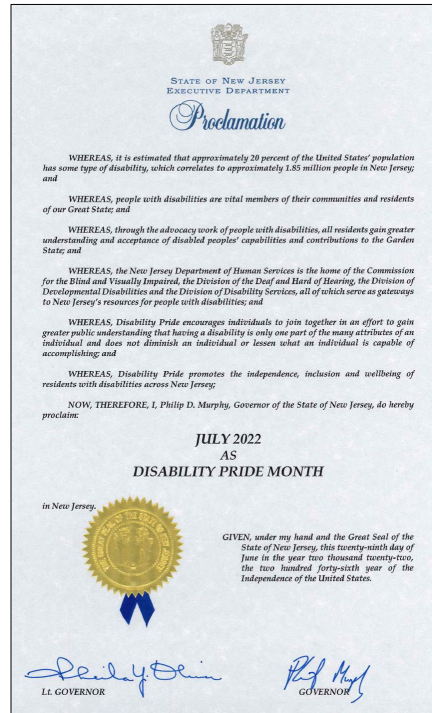 STATE OF NEW JERSEY
EXECUTIVE DEPARTMENT
Proclamation
WHEREAS, it is estimated that approximately 20 percent of the United States' population
has some type of disability, which correlates to approximately 1.85 million people in New Jersey;
and
WHEREAS, people with disabilities are vital members of their communities and residents
of our Great State; and
WHEREAS, through the advocacy work of people with disabilities, all residents gain greater
understanding and acceptance of disabled peoples' capabilities and contributions to the Garden
State; and
WHEREAS, the New Jersey Department of Human Services is the home of the Commission
for the Blind and Visually Impaired, the Division of the Deaf and Hard of Hearing, the Division of
Developmental Disabilities and the Division of Disability Services, all of which serve as gateways
to New Jersey's resources for people with disabilities; and
WHEREAS, Disability Pride encourages individuals to join together in an effort to gain
greater public understanding that having a disability is only one part of the many attributes of an
individual and does not diminish an individual or lessen what an individual is capable of
accomplishing; and
WHEREAS, Disability Pride promotes the independence, inclusion and wellbeing of
residents with disabilities across New Jersey;
NOW, THEREFORE, I, Philip D. Murphy, Governor of the State of New Jersey, do hereby
proclaim:
JULY 2022
AS
DISABILITY PRIDE MONTH
in New Jersey.
GIVEN, under my hand and the Great Seal of the
State of New Jersey, this twenty-ninth day of
June in the year two thousand twenty-two,
the two hundred forty-sixth year of the
Independence of the United States.
Lt. GOVERNOR
GOVERNOR